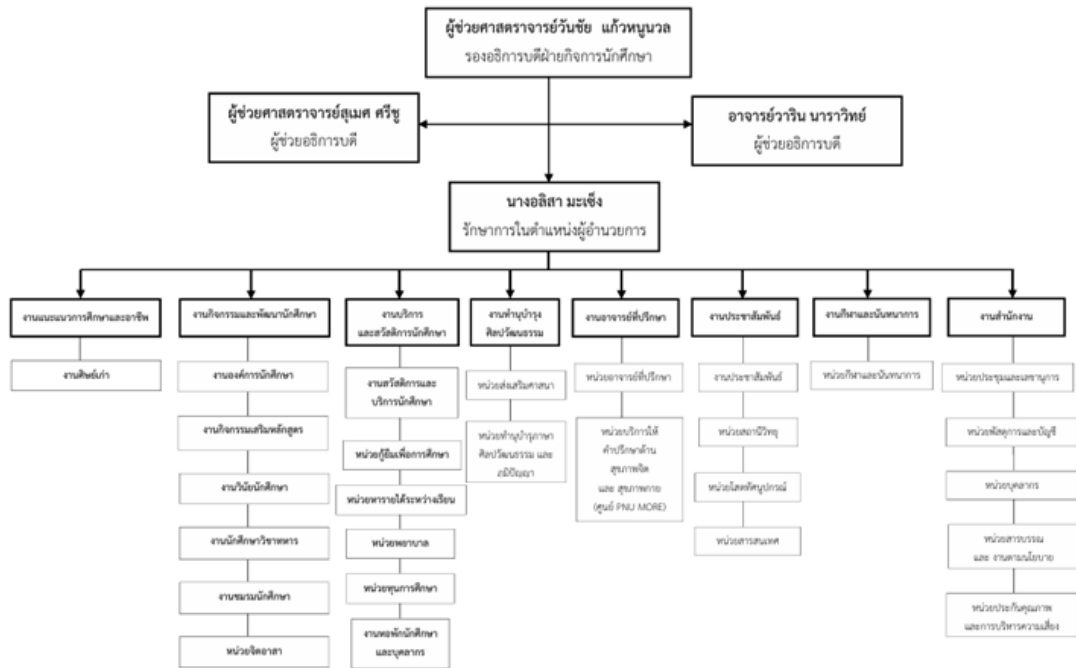 ผู้ช่วยศาสตราจารย์วันชัย แก้วหนูนวล
รองอธิการบดีฝ่ายกิจการนักศึกษา
ผู้ช่วยศาสตราจารย์สุเมศ ศรีชู
ผู้ช่วยอธิการบดี
อาจารย์วาริน นาราวิทย์
ผู้ช่วยอธิการบดี
นางอลิสา มะเซ็ง
รักษาการในตำแหน่งผู้อำนวยการ
งานแนะแนวการศึกษาและอาชีพ
งานศิษย์เก่า
งานกิจกรรมและพัฒนานักศึกษา
งานองค์การนักศึกษา
งานกิจกรรมเสริมหลักสูตร
งานวินัยนักศึกษา
งานนักศึกษาวิชาทหาร
งานชมรมนักศึกษา
หน่วยจิตอาสา
งานบริการ
และสวัสดิการนักศึกษา
งานสวัสดิการและ
บริการนักศึกษา
หน่วยกู้ยืมเพื่อการศึกษา
หน่วยหารายได้ระหว่างเรียน
หน่วยพยาบาล
หน่วยทุนการศึกษา
งานหอพักนักศึกษา
และบุคลากร
งานทำนุบำรุง
ศิลปวัฒนธรรม
หน่วยส่งเสริมศาสนา
หน่วยทำนุบำรุงภาษา
ศิลปวัฒนธรรม และ
ภูมิปัญญา
งานอาจารย์ที่ปรึกษา
หน่วยอาจารย์ที่ปรึกษา
หน่วยบริการให้
คำปรึกษาด้าน
สุขภาพจิต
และ สุขภาพกาย
(ศูนย์ PNU MORE)
งานประชาสัมพันธ์
งานประชาสัมพันธ์
หน่วยสถานีวิทยุ
หน่วยโสตทัศนูปกรณ์
หน่วยสารสนเทศ
งานกีฬาและนันทนาการ
หน่วยกีฬาและนันทนาการ
งานสำนักงาน
หน่วยประชุมและเลขานุการ
หน่วยพัสดุการและบัญชี
หน่วยบุคลากร
หน่วยสารบรรณ
และ งานตามนโยบาย
หน่วยประกันคุณภาพ
และการบริหารความเสี่ยง